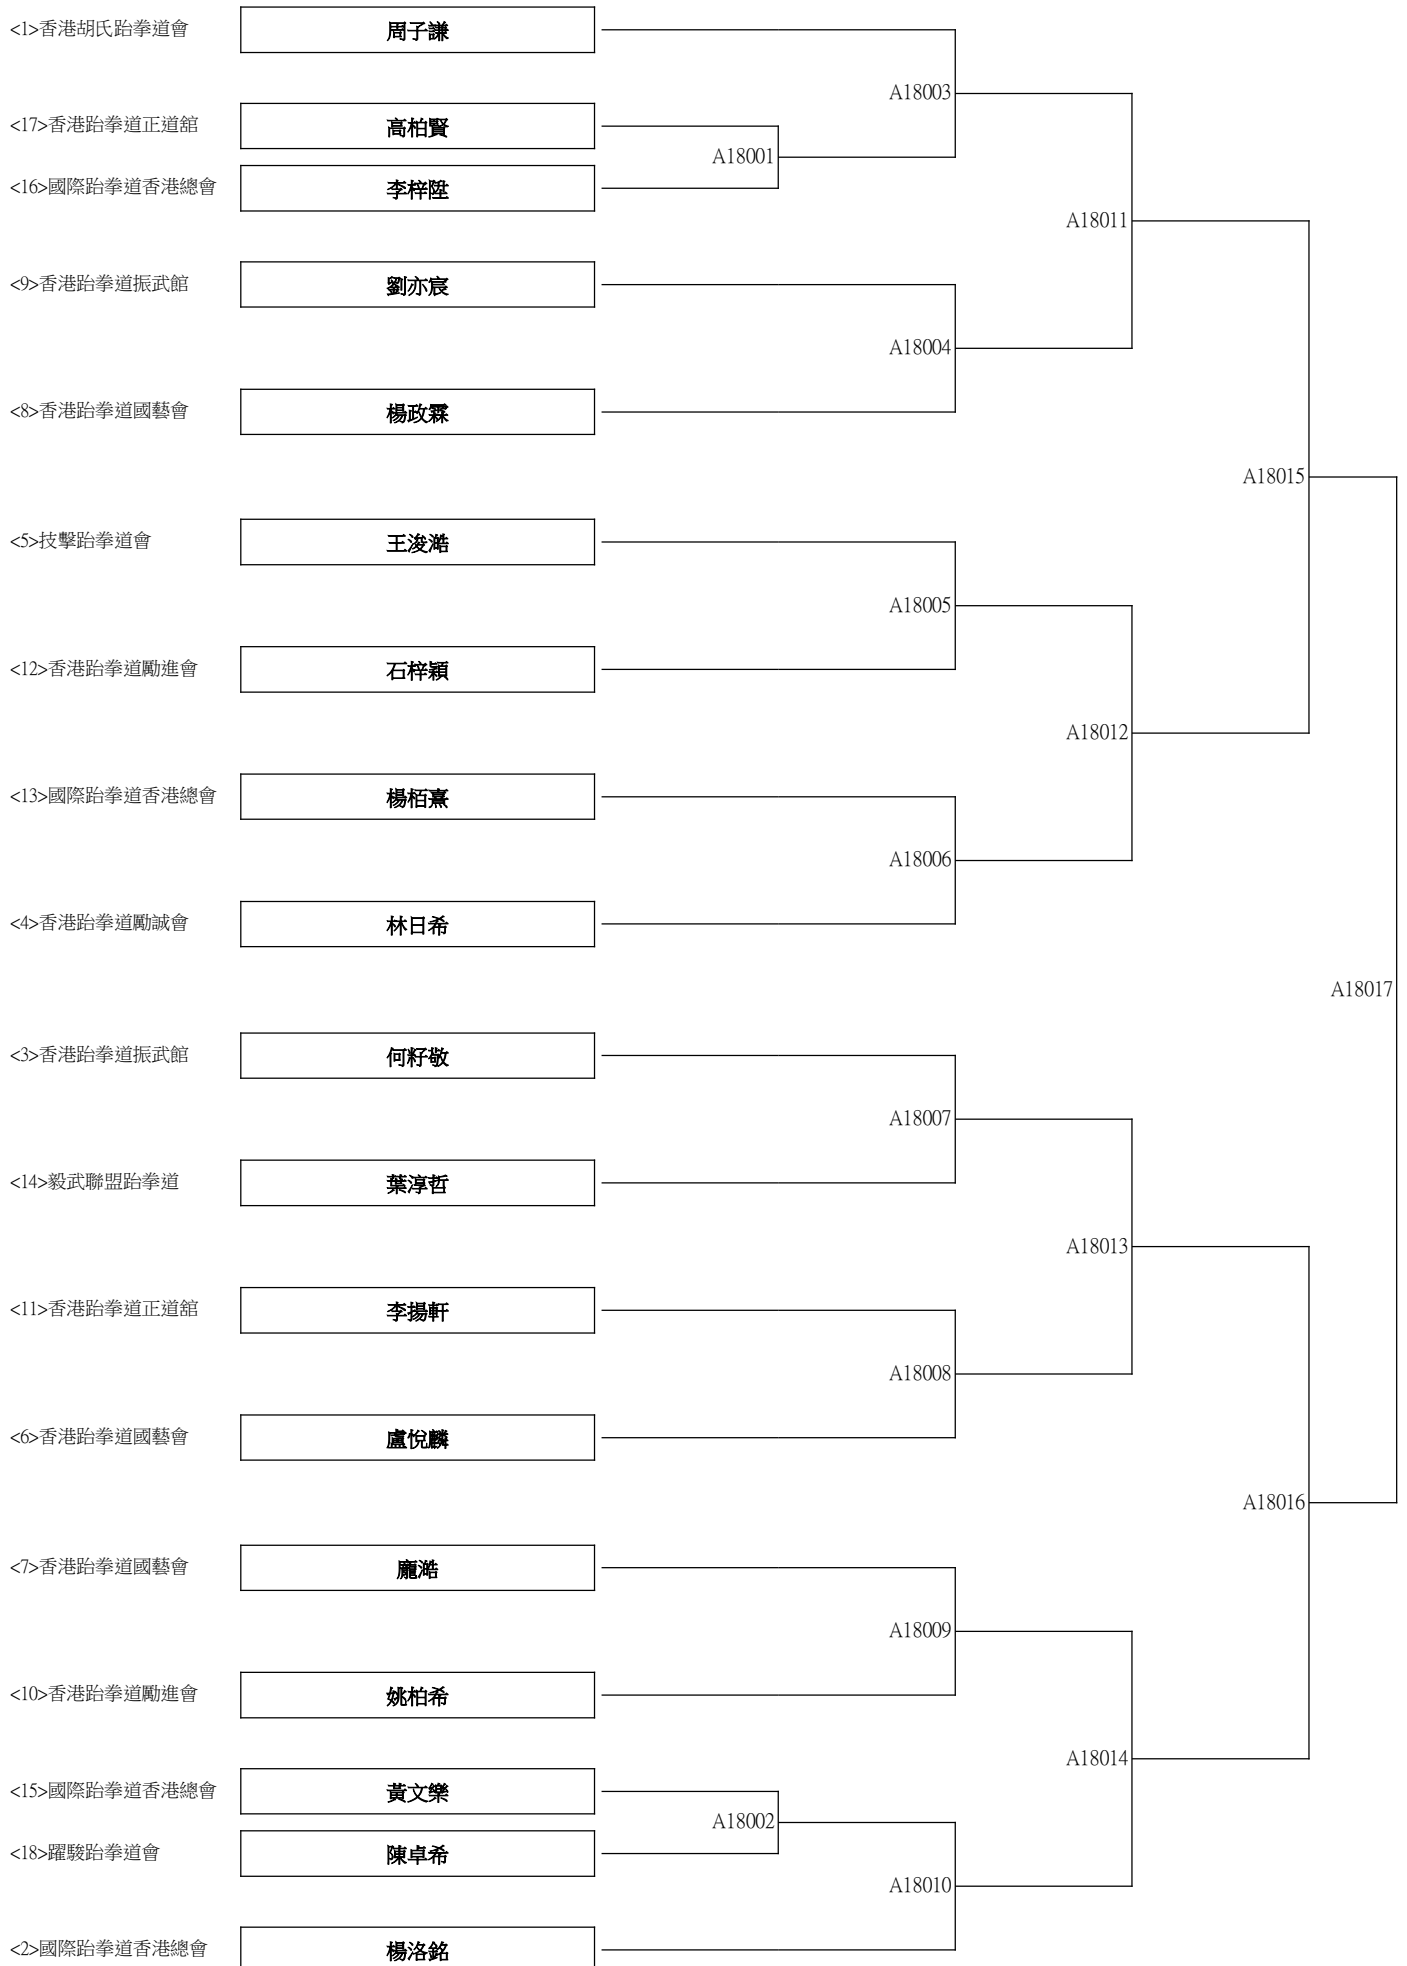 <1>香港胡氏跆拳道會 周子謙
A18003
<17>香港跆拳道正道舘 高柏賢
A18001
<16>國際跆拳道香港總會 李梓陞
A18011
<9>香港跆拳道振武館 劉亦宸
A18004
<8>香港跆拳道國藝會 楊政霖
A18015
<5>技擊跆拳道會 王浚澔
A18005
<12>香港跆拳道勵進會 石梓穎
A18012
<13>國際跆拳道香港總會 楊栢熹
A18006
<4>香港跆拳道勵誠會 林日希
A18017
<3>香港跆拳道振武館 何籽敬
A18007
<14>毅武聯盟跆拳道 葉淳哲
A18013
<11>香港跆拳道正道舘 李揚軒
A18008
<6>香港跆拳道國藝會 盧悅麟
A18016
<7>香港跆拳道國藝會 龐澔
A18009
<10>香港跆拳道勵進會 姚柏希
A18014
<15>國際跆拳道香港總會 黃文樂
A18002
<18>躍駿跆拳道會 陳卓希
A18010
<2>國際跆拳道香港總會 楊洛銘